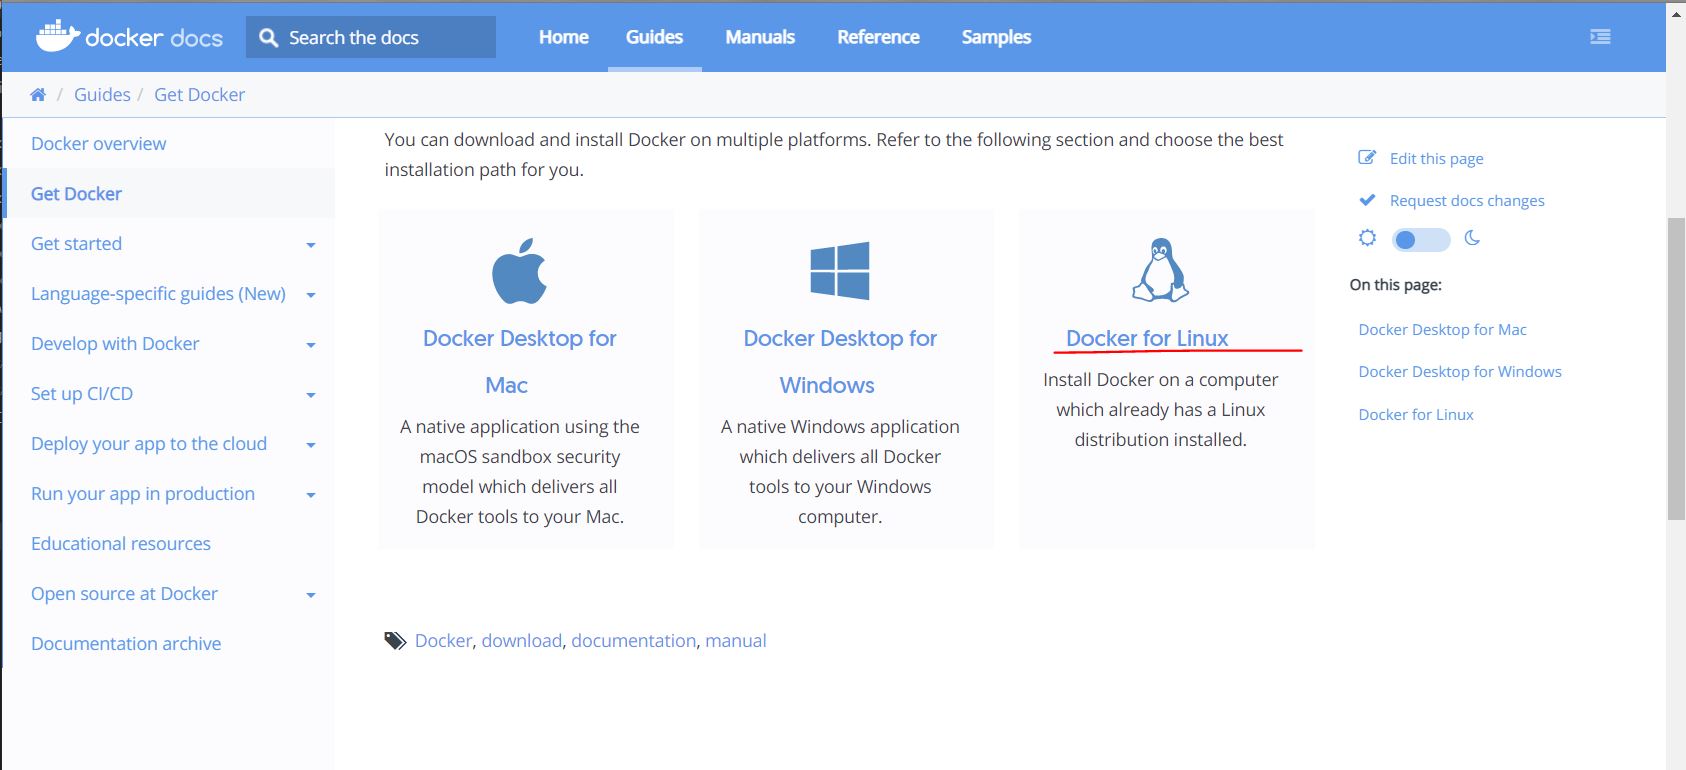 docker docs
Search the docs
Home
Guides
Manuals
Reference
Samples
/ Guides / Get Docker
Docker overview
Get Docker
Get started
Language-specific guides (New)
Develop with Docker
Set up CI/CD
Deploy your app to the cloud
Run your app in production
Educational resources
Open source at Docker
Documentation archive
You can download and install Docker on multiple platforms. Refer to the following section and choose the best
installation path for you.
Docker Desktop for
Mac
A native application using the
macOS sandbox security
model which delivers all
Docker tools to your Mac.
Docker Desktop for
Windows
A native Windows application
which delivers all Docker
tools to your Windows
computer.
Docker for Linux
Install Docker on a computer
which already has a Linux
distribution installed.
Docker, download, documentation, manual
Edit this page
Request docs changes
On this page:
Docker Desktop for Mac
Docker Desktop for Windows
Docker for Linux